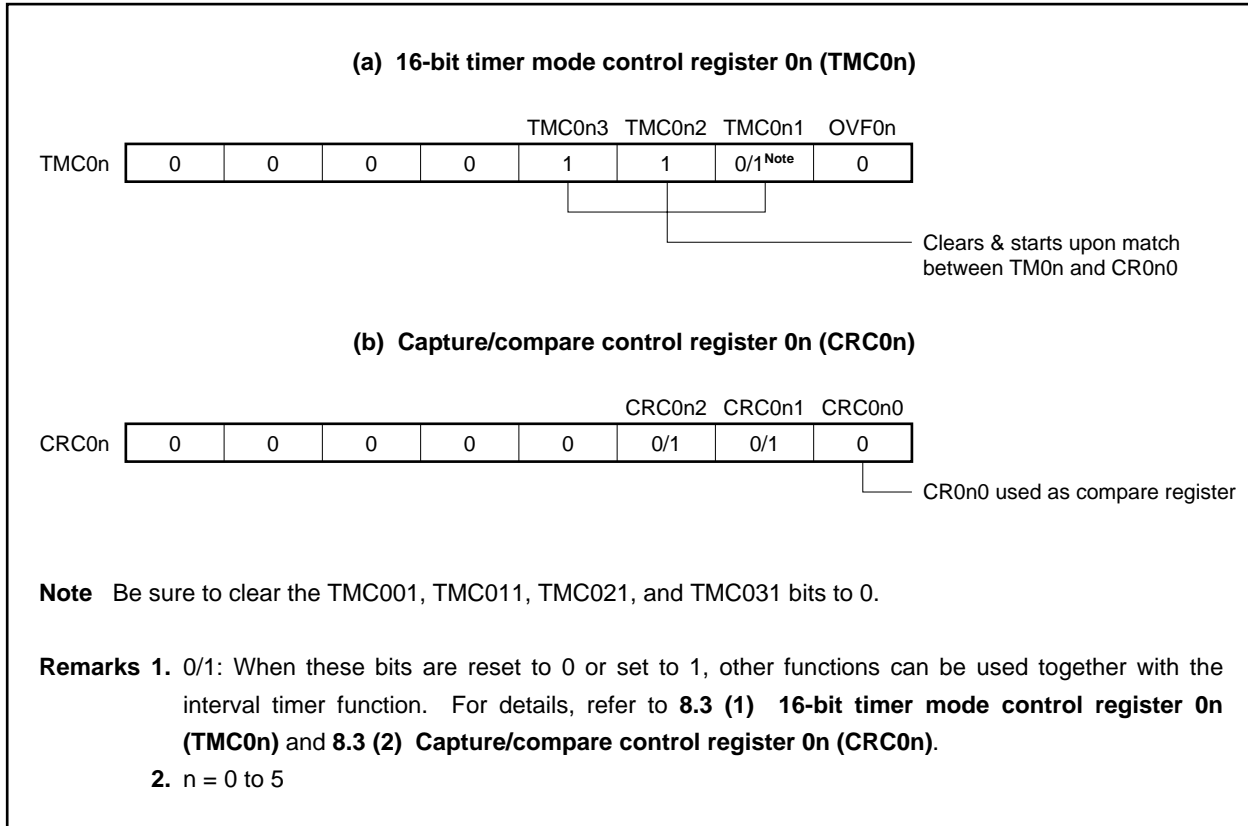 (a) 16-bit timer mode control register 0n (TMC0n)
TMC0n3 TMC0n2 TMC0n1 OVF0n
TMC0n 0 0 0 0 1 1 0/1Note 0
Clears & starts upon match
between TM0n and CR0n0
(b) Capture/compare control register 0n (CRC0n)
CRC0n2 CRC0n1 CRC0n0
CRC0n 0 0 0 0 0 0/1 0/1 0
CR0n0 used as compare register
Note Be sure to clear the TMC001, TMC011, TMC021, and TMC031 bits to 0.
Remarks 1. 0/1: When these bits are reset to 0 or set to 1, other functions can be used together with the
interval timer function. For details, refer to 8.3 (1) 16-bit timer mode control register 0n
(TMC0n) and 8.3 (2) Capture/compare control register 0n (CRC0n).
2. n = 0 to 5